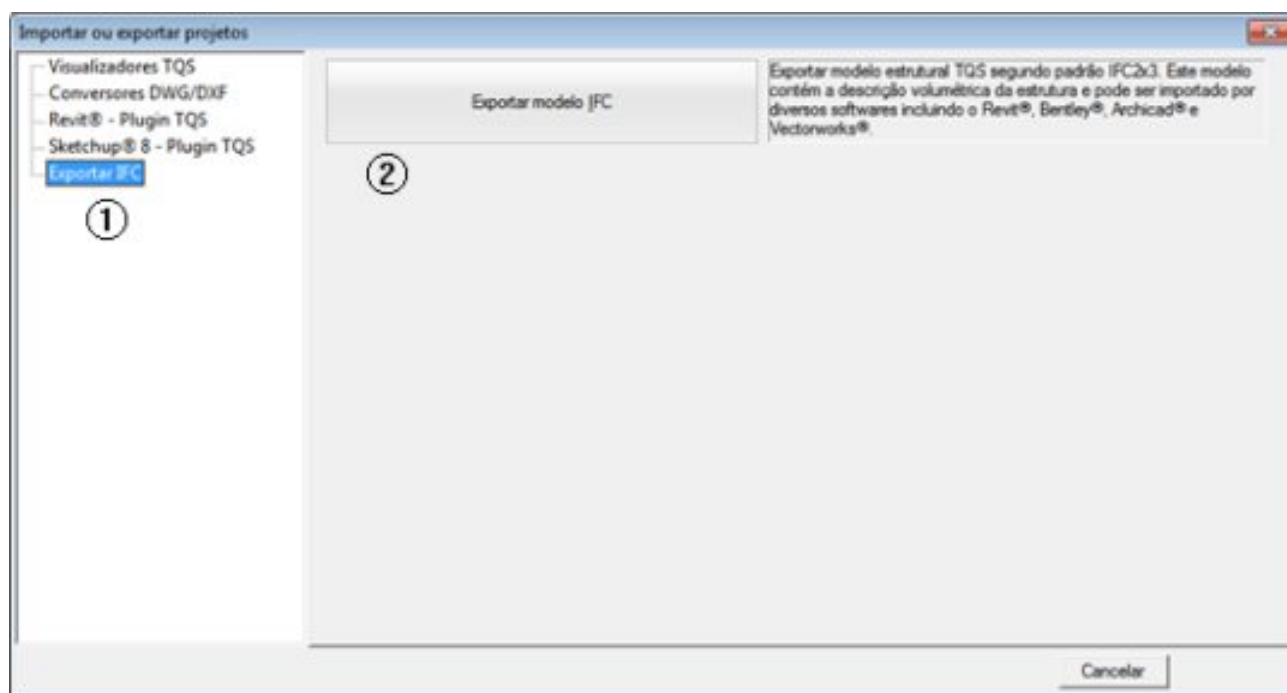 Importar ou exportar projetos
Visualizadores TQS
Conversores DWG/DXF
Revit® - Plugin TQS
Sketchup® 8 - Plugin TQS
Exportar IFC
①
Exportar modelo IFC
②
Exportar modelo estrutural TQS segundo padrão IFC2x3. Este modelo
contém a descrição volumétrica da estrutura e pode ser importado por
diversos softwares incluindo o Revit®, Bentley®, Archicad® e
Vectorworks®.
Cancelar